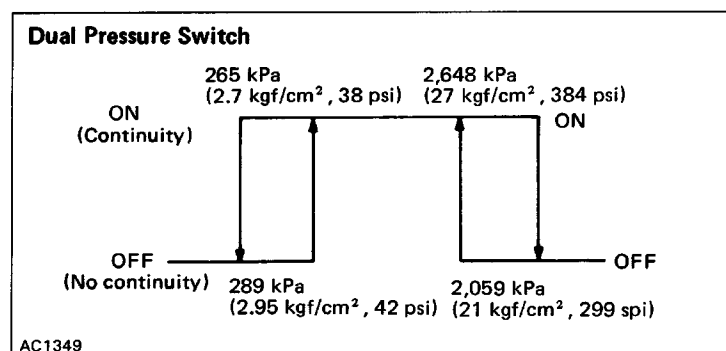 Dual Pressure Switch
265 kPa
(2.7 kgf/cm², 38 psi)
2,648 kPa
(27 kgf/cm², 384 psi)
ON
(Continuity)
ON
OFF
(No continuity)
OFF
289 kPa
(2.95 kgf/cm², 42 psi)
2,059 kPa
(21 kgf/cm², 299 spi)
AC1349